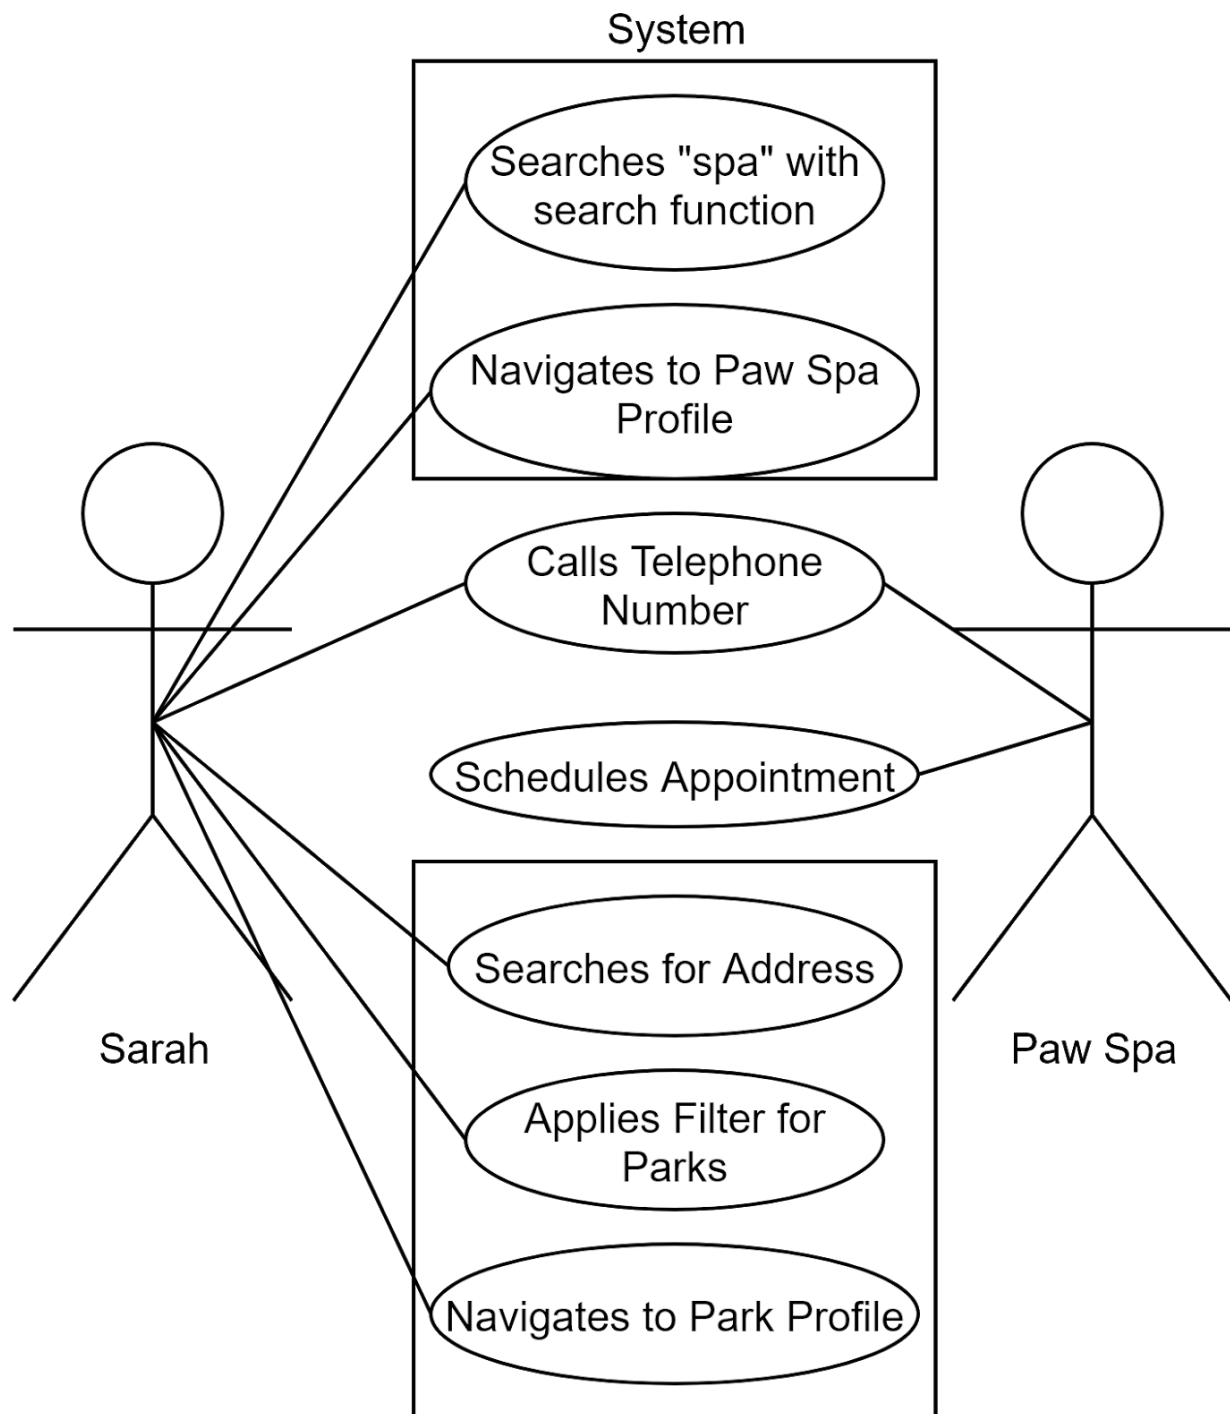 System
Searches "spa" with
search function
Navigates to Paw Spa
Profile
Calls Telephone
Number
Schedules Appointment
Searches for Address
Sarah
Paw Spa
Applies Filter for
Parks
Navigates to Park Profile